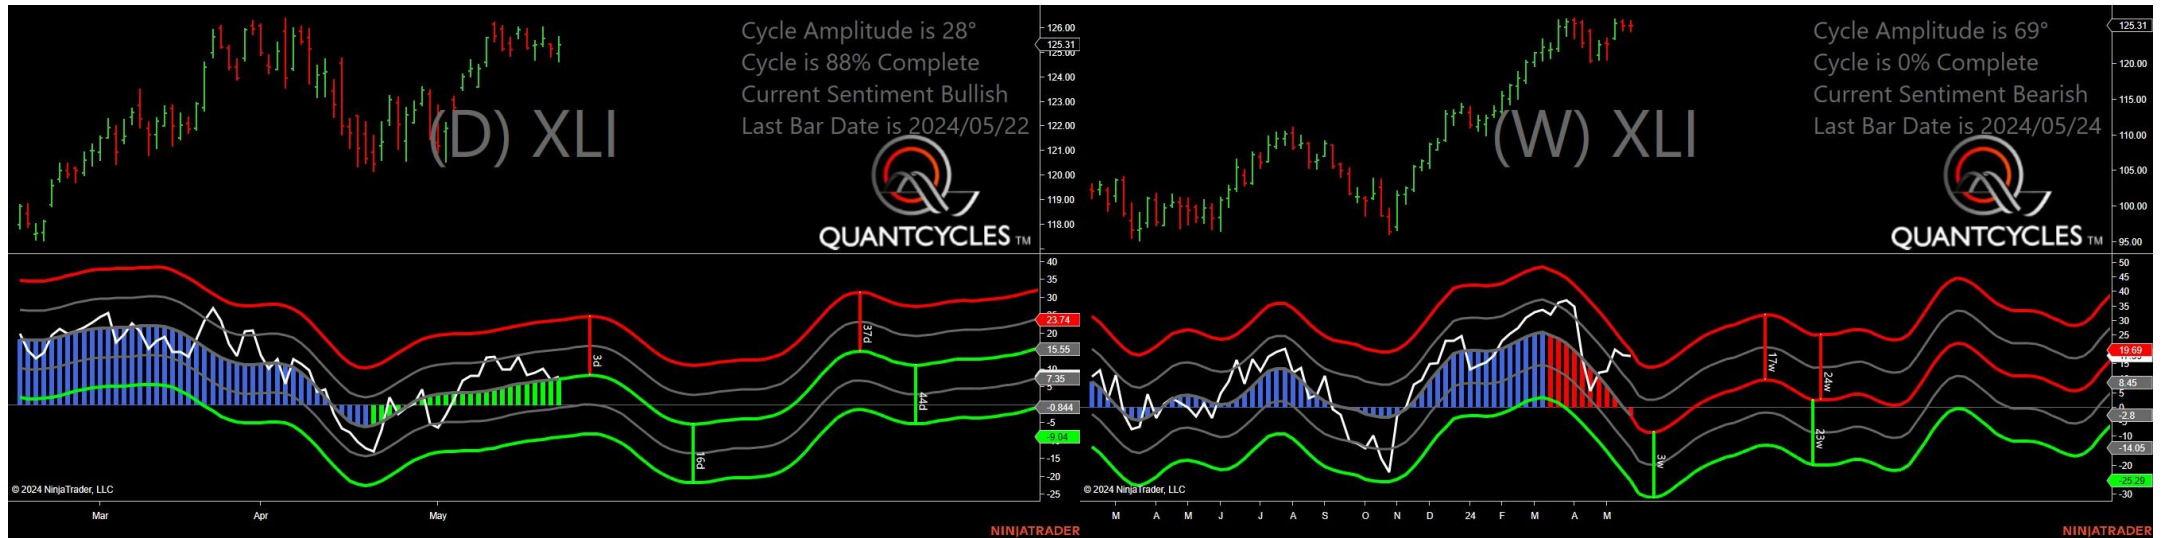 Cycle Amplitude is 28°
Cycle is 88% Complete
Current Sentiment Bullish
Last Bar Date is 2024/05/22
(D) XLI
QUANTCYCLES TM
126.00
125.31
125.00
124.00
123.00
122.00
121.00
120.00
119.00
118.00
40
35
30
23.74
20
15.55
7.35
5
-0.844
-5
-9.04
-15
-20
-25
3d
16d
37d
44d
© 2024 NinjaTrader, LLC
Mar Apr May
NINJATRADER
Cycle Amplitude is 69°
Cycle is 0% Complete
Current Sentiment Bearish
Last Bar Date is 2024/05/24
(W) XLI
QUANTCYCLES TM
125.31
120.00
115.00
110.00
105.00
100.00
95.00
50
45
40
35
30
25
19.69
15
8.45
5
0
-2.8
-5
-10
-14.05
-20
-25.29
-30
3w
17w
23w
24w
© 2024 NinjaTrader, LLC
M A M J J A S O N D 24 F M A M
NINJATRADER